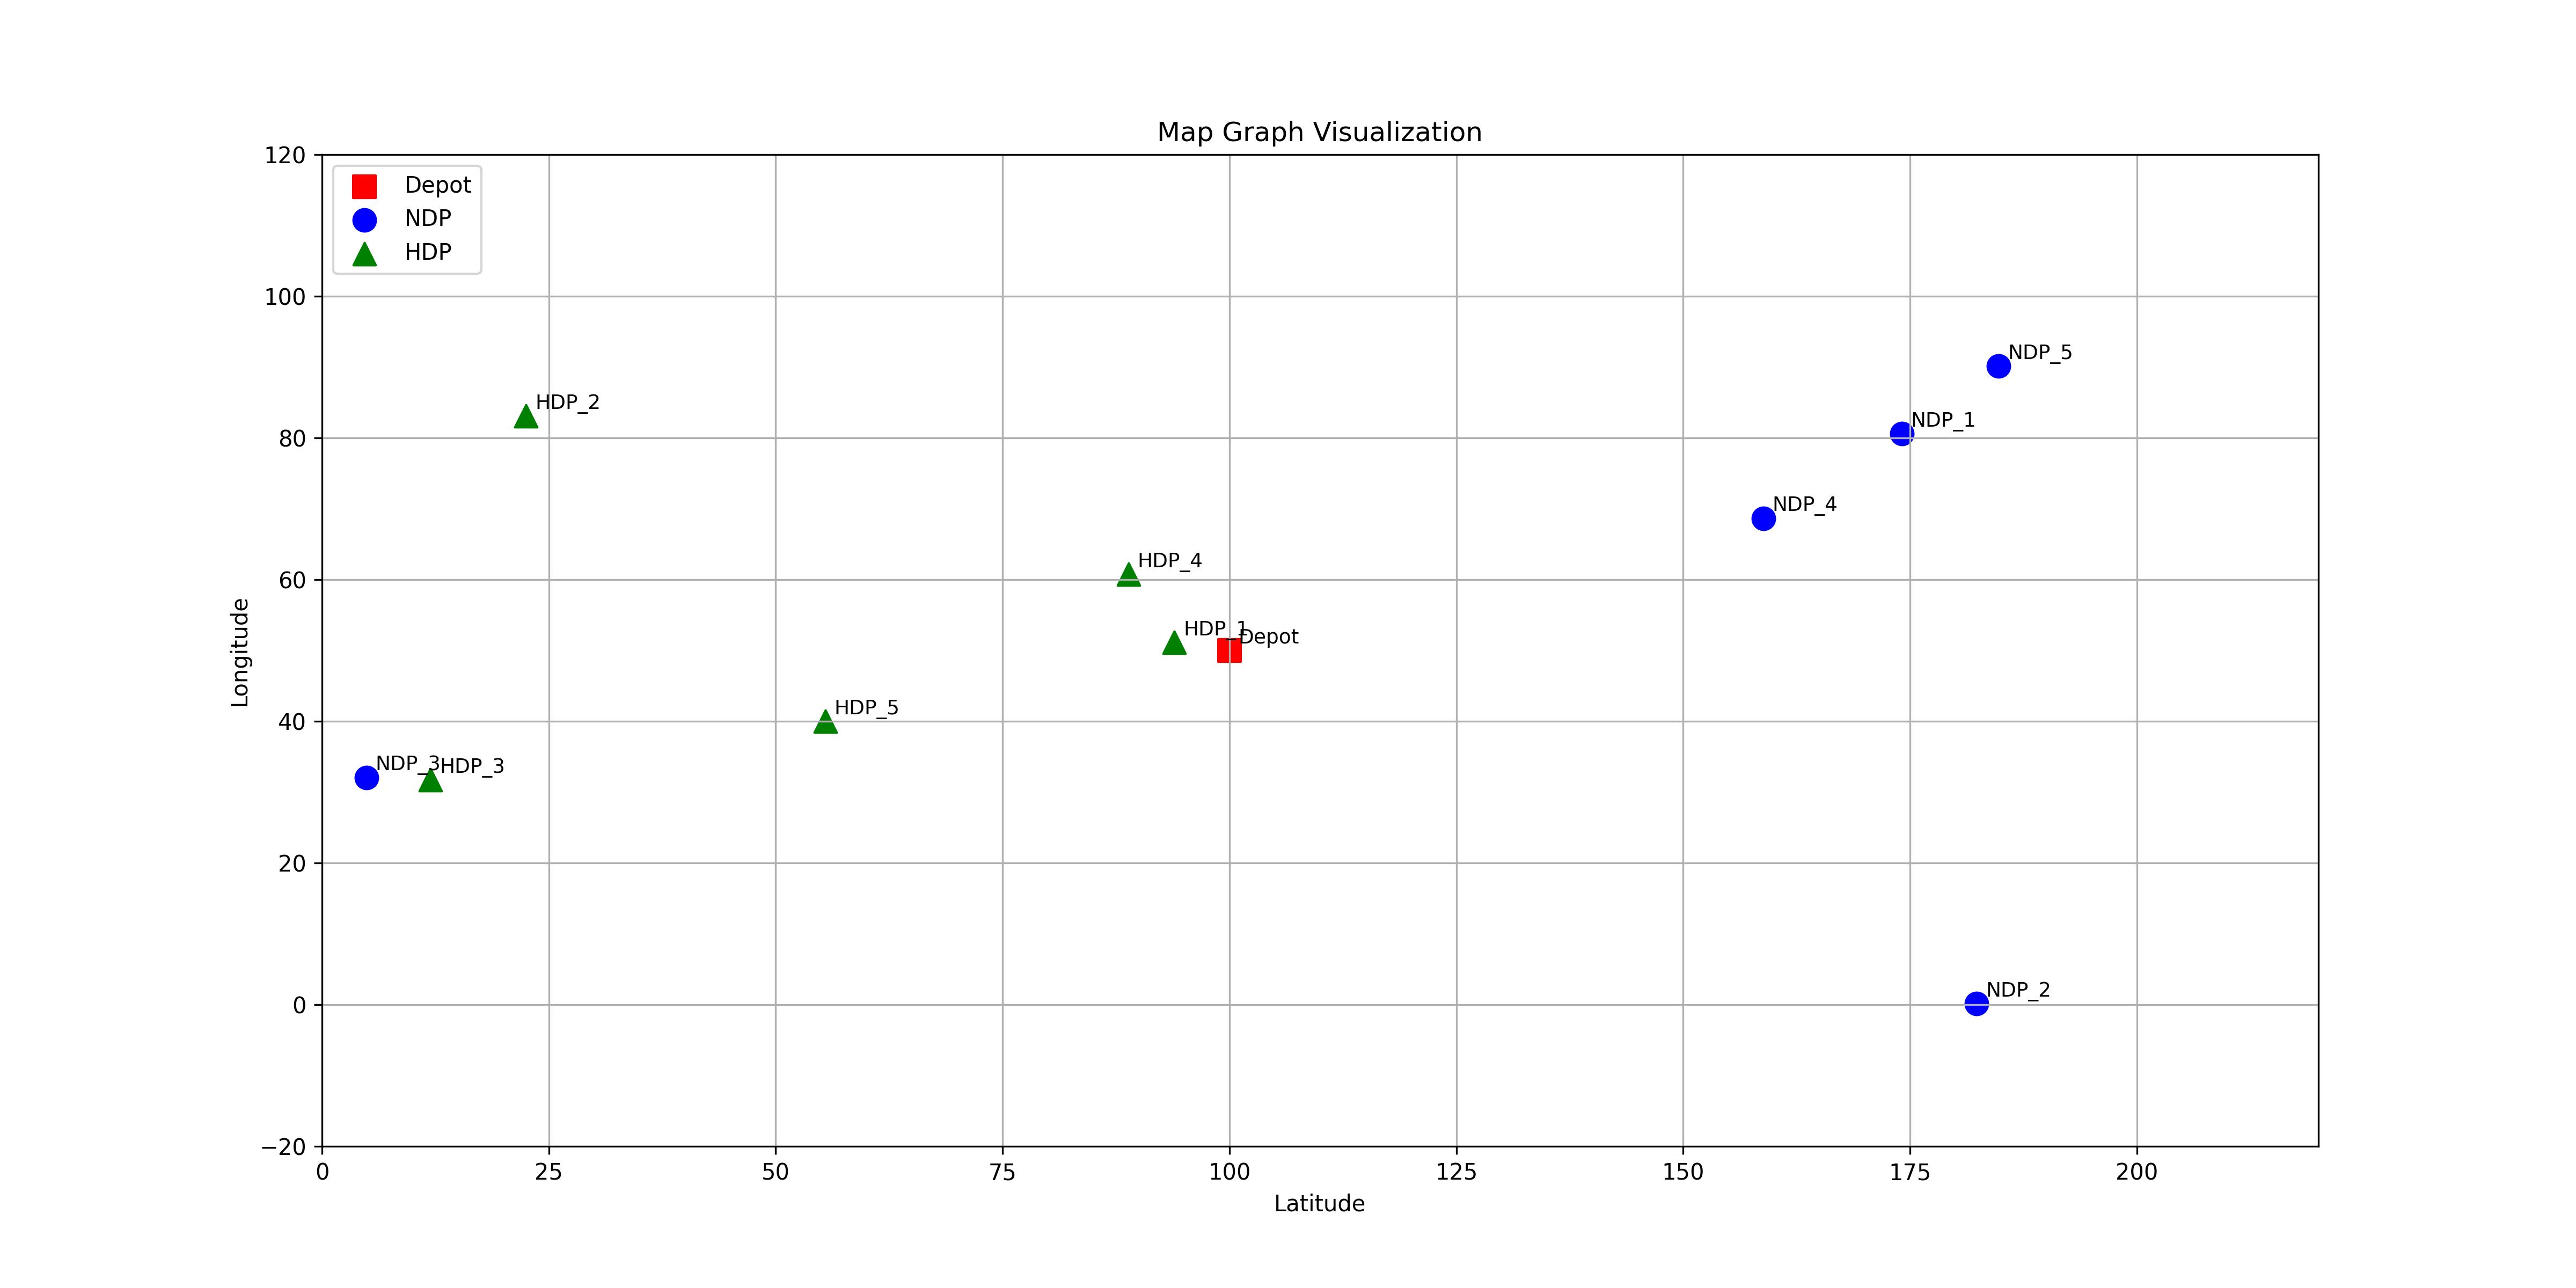 Map Graph Visualization
120
100
80
60
40
20
0
−20
Longitude
Depot
NDP
HDP
NDP_5
HDP_2
NDP_1
NDP_4
HDP_4
HDP_1
Depot
HDP_5
NDP_3
HDP_3
NDP_2
0
25
50
75
100
125
150
175
200
Latitude